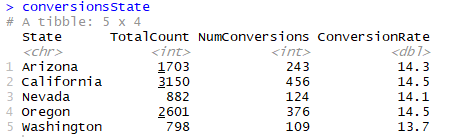 > conversionsState
# A tibble: 5 x 4
  State      TotalCount NumConversions ConversionRate
  <chr>           <int>          <int>          <dbl>
1 Arizona          1703            243           14.3
2 California       3150            456           14.5
3 Nevada            882            124           14.1
4 Oregon           2601            376           14.5
5 Washington        798            109           13.7